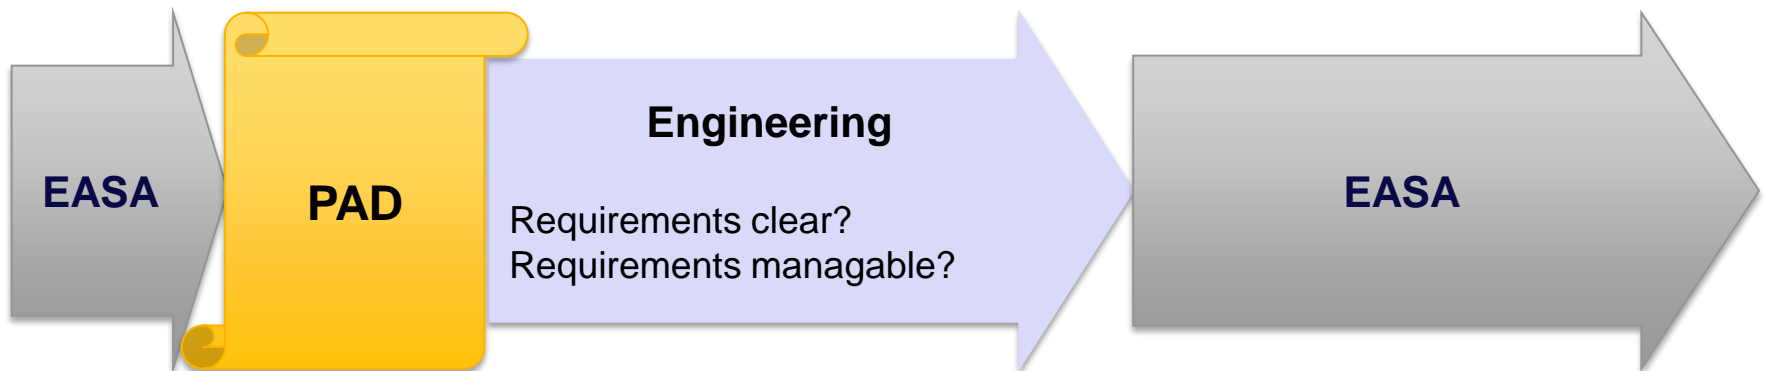 EASA
PAD
Engineering
Requirements clear?
Requirements managable?
EASA